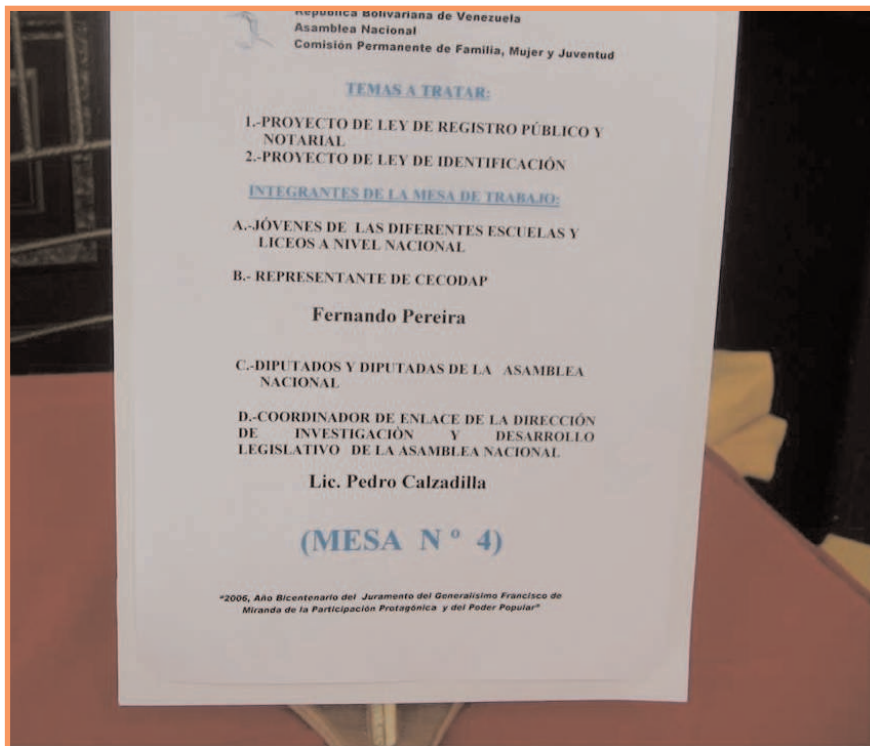 República Bolivariana de Venezuela
Asamblea Nacional
Comisión Permanente de Familia, Mujer y Juventud
TEMAS A TRATAR:
1.-PROYECTO DE LEY DE REGISTRO PÚBLICO Y
NOTARIAL
2.-PROYECTO DE LEY DE IDENTIFICACIÓN
INTEGRANTES DE LA MESA DE TRABAJO:
A.-JÓVENES DE LAS DIFERENTES ESCUELAS Y
LICEOS A NIVEL NACIONAL
B.- REPRESENTANTE DE CECODAP
Fernando Pereira
C.-DIPUTADOS Y DIPUTADAS DE LA ASAMBLEA
NACIONAL
D.-COORDINADOR DE ENLACE DE LA DIRECCIÓN
DE INVESTIGACIÓN Y DESARROLLO
LEGISLATIVO DE LA ASAMBLEA NACIONAL
Lic. Pedro Calzadilla
(MESA N º 4)
"2006, Año Bicentenario del Juramento del Generalísimo Francisco de
Miranda de la Participación Protagónica y del Poder Popular"